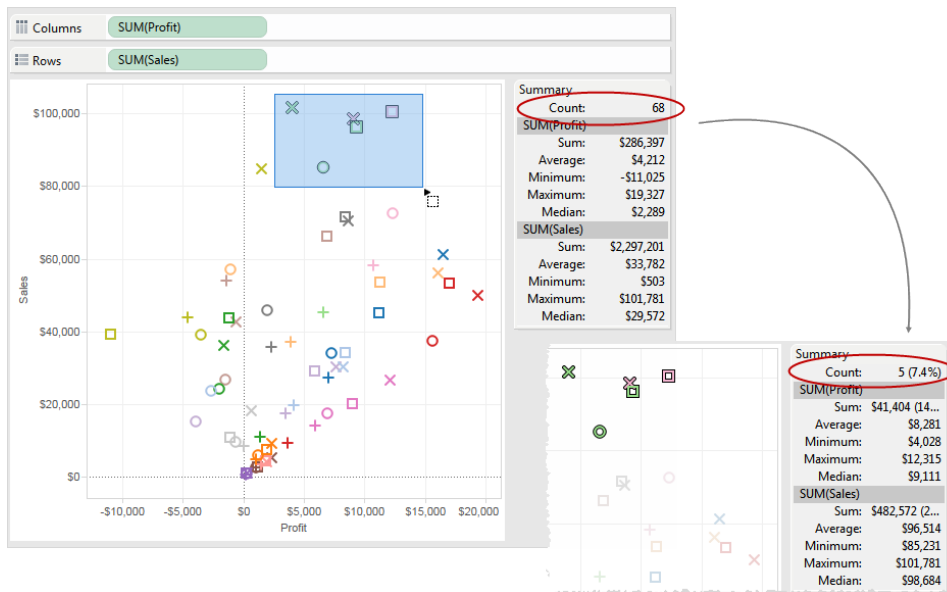 Columns SUM(Profit)
Rows SUM(Sales)
$100,000
$80,000
$60,000
$40,000
$20,000
$0
Sales
-$10,000 -$5,000 $0 $5,000 $10,000 $15,000 $20,000
Profit
Summary
Count: 68
SUM(Profit)
Sum: $286,397
Average: $4,212
Minimum: -$11,025
Maximum: $19,327
Median: $2,289
SUM(Sales)
Sum: $2,297,201
Average: $33,782
Minimum: $503
Maximum: $101,781
Median: $29,572
Summary
Count: 5 (7.4%)
SUM(Profit)
Sum: $41,404 (14...
Average: $8,281
Minimum: $4,028
Maximum: $12,315
Median: $9,111
SUM(Sales)
Sum: $482,572 (2...
Average: $96,514
Minimum: $85,231
Maximum: $101,781
Median: $98,684